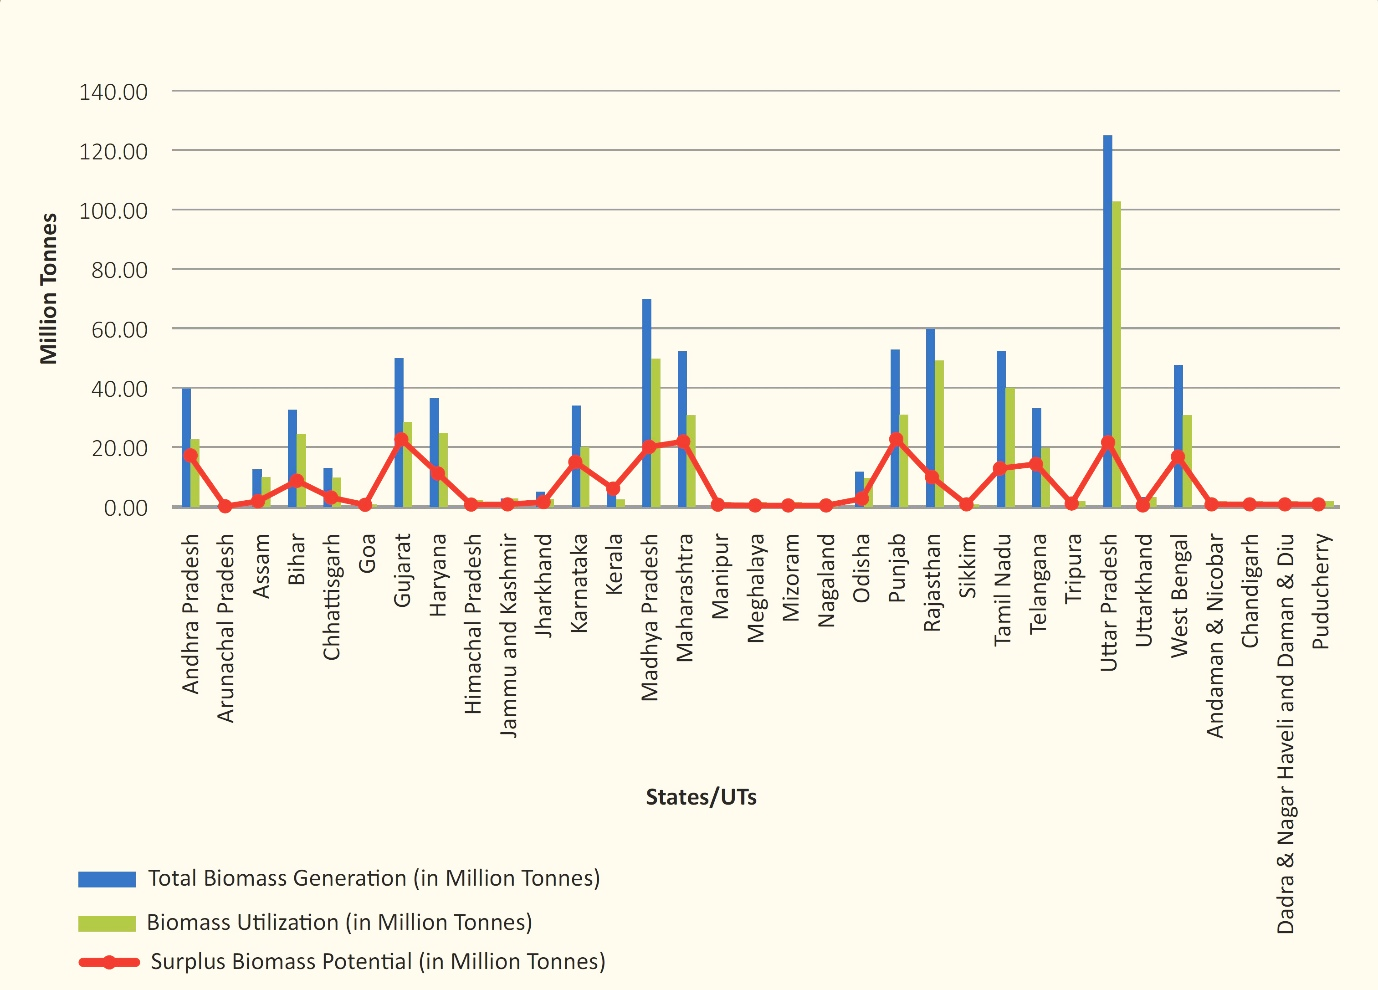 140.00
120.00
100.00
80.00
60.00
40.00
20.00
0.00
Million Tonnes
Andhra Pradesh
Arunachal Pradesh
Assam
Bihar
Chhattisgarh
Goa
Gujarat
Haryana
Himachal Pradesh
Jammu and Kashmir
Jharkhand
Karnataka
Kerala
Madhya Pradesh
Maharashtra
Manipur
Meghalaya
Mizoram
Nagaland
Odisha
Punjab
Rajasthan
Sikkim
Tamil Nadu
Telangana
Tripura
Uttar Pradesh
Uttarkhand
West Bengal
Andaman & Nicobar
Chandigarh
Dadra & Nagar Haveli and Daman & Diu
Puducherry
States/UTs
Total Biomass Generation (in Million Tonnes)
Biomass Utilization (in Million Tonnes)
Surplus Biomass Potential (in Million Tonnes)